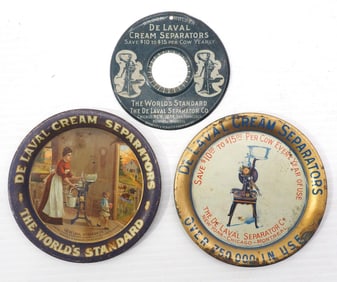 DE LAVAL
CREAM SEPARATORS
SAVE $10 TO $15 PER COW YEARLY
THE WORLD'S STANDARD
THE DE LAVAL SEPARATOR CO.
DE LAVAL CREAM SEPARATORS
THE WORLD'S STANDARD
DE LAVAL CREAM SEPARATORS
SAVE $10.- TO $15.- PER COW EVERY YEAR OF USE
THE DE LAVAL SEPARATOR CO.
CHICAGO-MONTREAL
OVER 750,000 IN USE